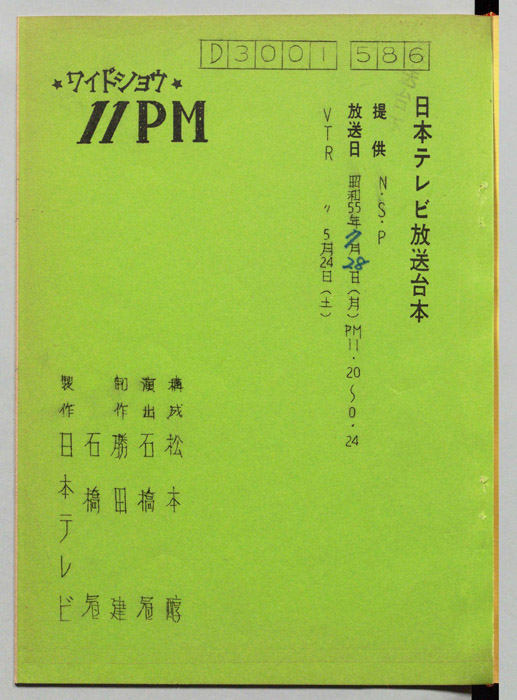 D3001 586
★ワイドショウ★
11PM
日本テレビ放送台本
提供 N・S・P
放送日 昭和55年7月28日(月)PM11・20〜0・24
VTR 〃 5月24日(土)
構成 松本 醇
演出 石橋 冠
制作 勝田 建
石橋 冠
製作 日本テレビ